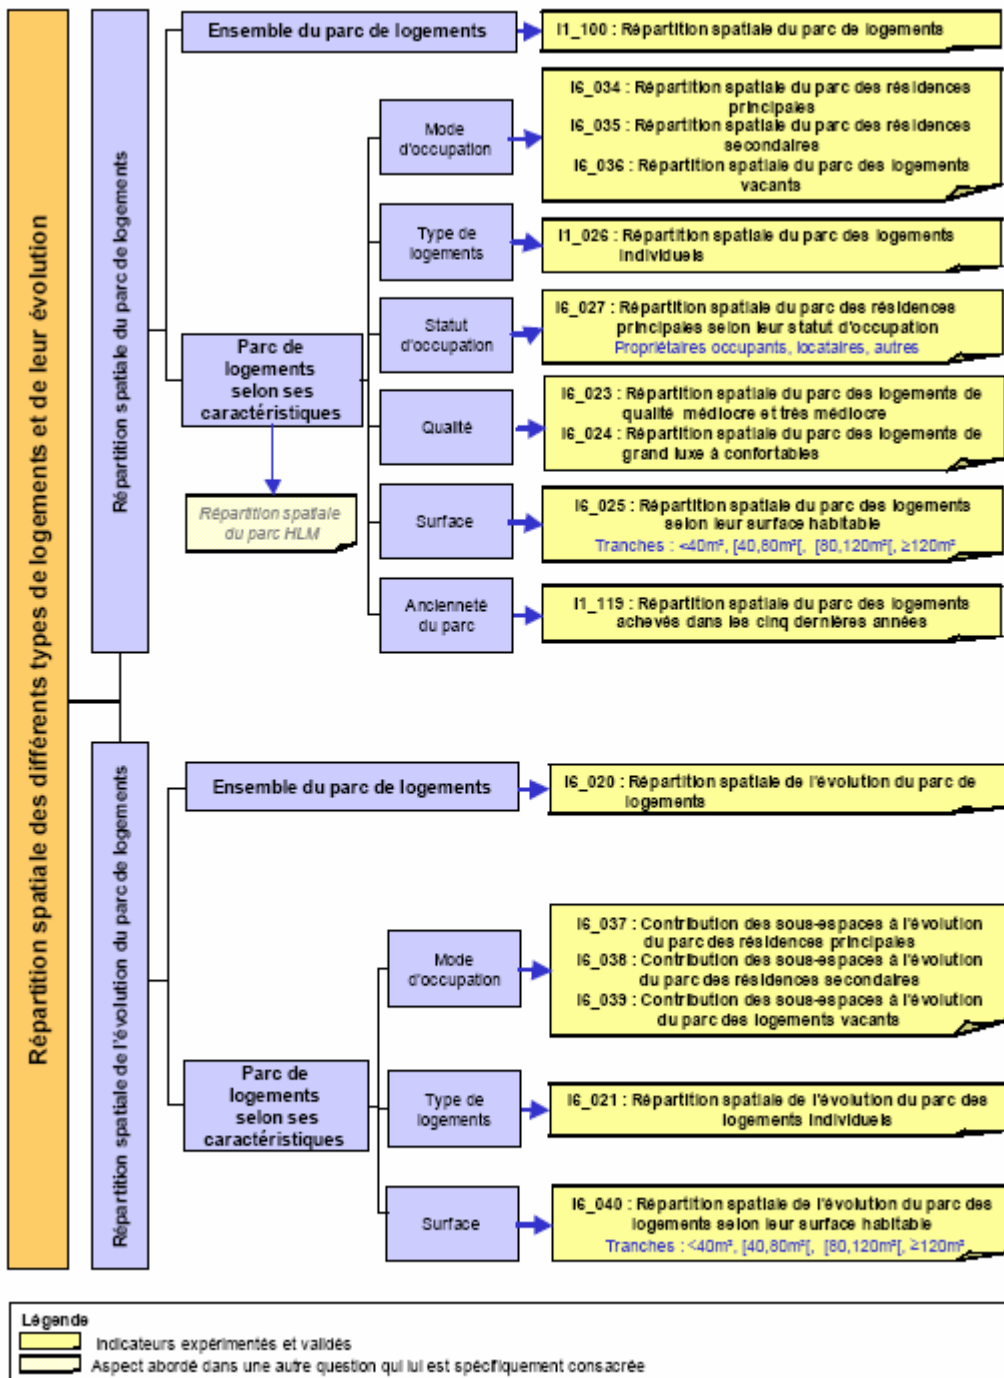 Répartition spatiale des différents types de logements et de leur évolution
Répartition spatiale du parc de logements
Ensemble du parc de logements
I1_100 : Répartition spatiale du parc de logements
Parc de
logements
selon ses
caractéristiques
Répartition spatiale
du parc HLM
Mode
d'occupation
I6_034 : Répartition spatiale du parc des résidences
principales
I6_035 : Répartition spatiale du parc des résidences
secondaires
I6_036 : Répartition spatiale du parc des logements
vacants
Type de
logements
I1_026 : Répartition spatiale du parc des logements
individuels
Statut
d'occupation
I6_027 : Répartition spatiale du parc des résidences
principales selon leur statut d'occupation
Propriétaires occupants, locataires, autres
Qualité
I6_023 : Répartition spatiale du parc des logements de
qualité médiocre et très médiocre
I6_024 : Répartition spatiale du parc des logements de
grand luxe à confortables
Surface
I6_025 : Répartition spatiale du parc des logements
selon leur surface habitable
Tranches : <40m², [40,80m²[, [80,120m²[, ≥120m²
Ancienneté
du parc
I1_119 : Répartition spatiale du parc des logements
achevés dans les cinq dernières années
Répartition spatiale de l'évolution du parc de logements
Ensemble du parc de logements
I6_020 : Répartition spatiale de l'évolution du parc de
logements
Parc de
logements
selon ses
caractéristiques
Mode
d'occupation
I6_037 : Contribution des sous-espaces à l'évolution
du parc des résidences principales
I6_038 : Contribution des sous-espaces à l'évolution
du parc des résidences secondaires
I6_039 : Contribution des sous-espaces à l'évolution
du parc des logements vacants
Type de
logements
I6_021 : Répartition spatiale de l'évolution du parc des
logements individuels
Surface
I6_040 : Répartition spatiale de l'évolution du parc des
logements selon leur surface habitable
Tranches : <40m², [40,80m²[, [80,120m²[, ≥120m²
Légende
Indicateurs expérimentés et validés
Aspect abordé dans une autre question qui lui est spécifiquement consacrée